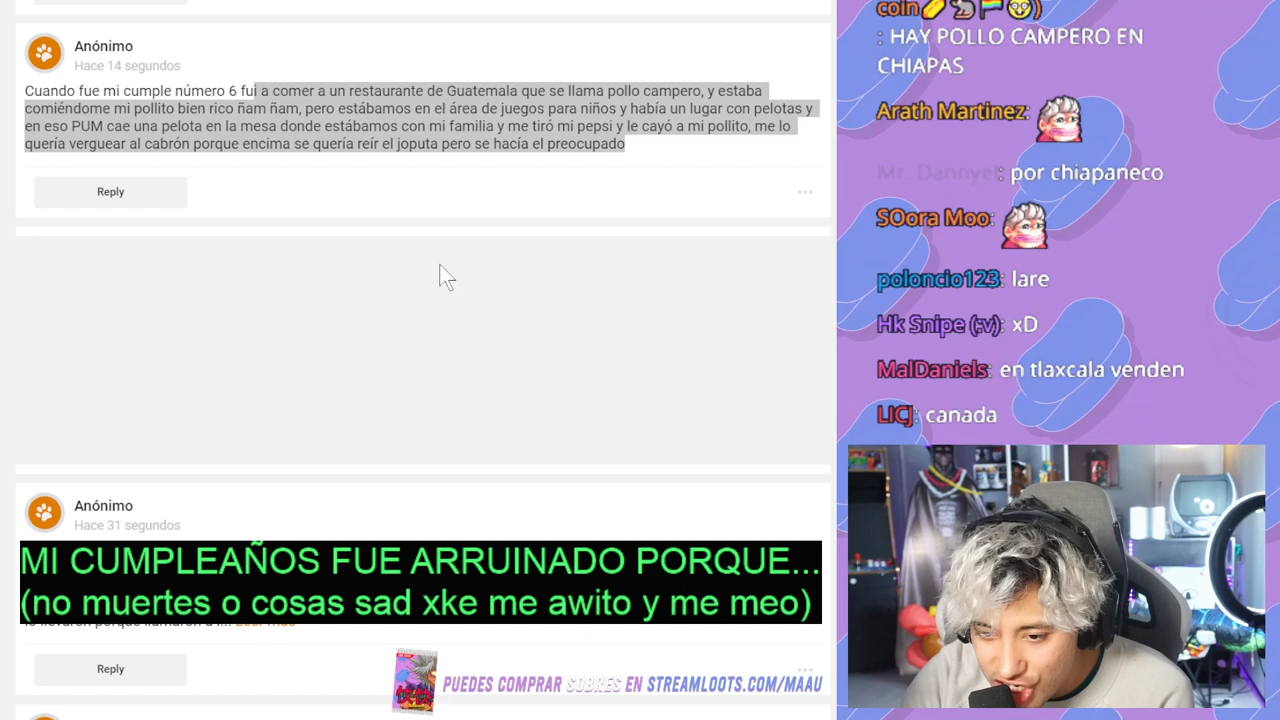 Anónimo
Hace 14 segundos
Cuando fue mi cumple número 6 fui a comer a un restaurante de Guatemala que se llama pollo campero, y estaba
comiéndome mi pollito bien rico ñam ñam, pero estábamos en el área de juegos para niños y había un lugar con pelotas y
en eso PUM cae una pelota en la mesa donde estábamos con mi familia y me tiró mi pepsi y le cayó a mi pollito, me lo
quería verguear al cabrón porque encima se quería reír el joputa pero se hacía el preocupado
Reply
Anónimo
Hace 31 segundos
MI CUMPLEAÑOS FUE ARRUINADO PORQUE...
(no muertes o cosas sad xke me awito y me meo)
Reply
PUEDES COMPRAR SOBRES EN STREAMLOOTS.COM/MAAU
coin
: HAY POLLO CAMPERO EN
CHIAPAS
Arath Martinez:
Mr. Dannyel: por chiapaneco
SOora Moo:
poloncio123: lare
Hk Snipe (:v): xD
MalDaniels: en tlaxcala venden
LICJ: canada